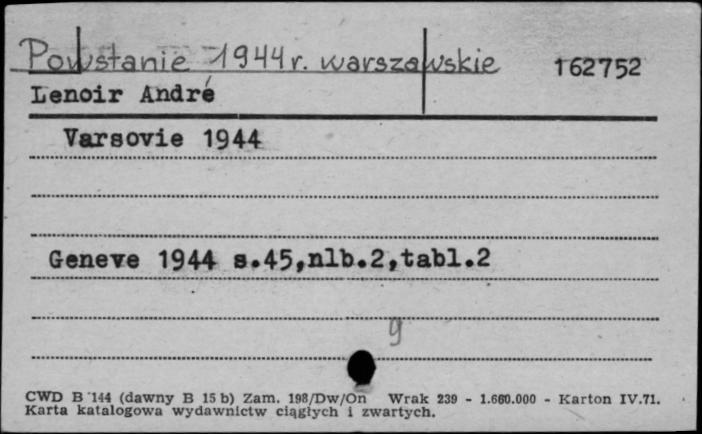 Powstanie 1944 r. warszawskie 162752
Lenoir André
Varsovie 1944
Geneve 1944 s.45,nlb.2,tabl.2
g
CWD B 144 (dawny B 15 b) Zam. 198/Dw/On Wrak 239 - 1.660.000 - Karton IV.71.
Karta katalogowa wydawnictw ciągłych i zwartych.